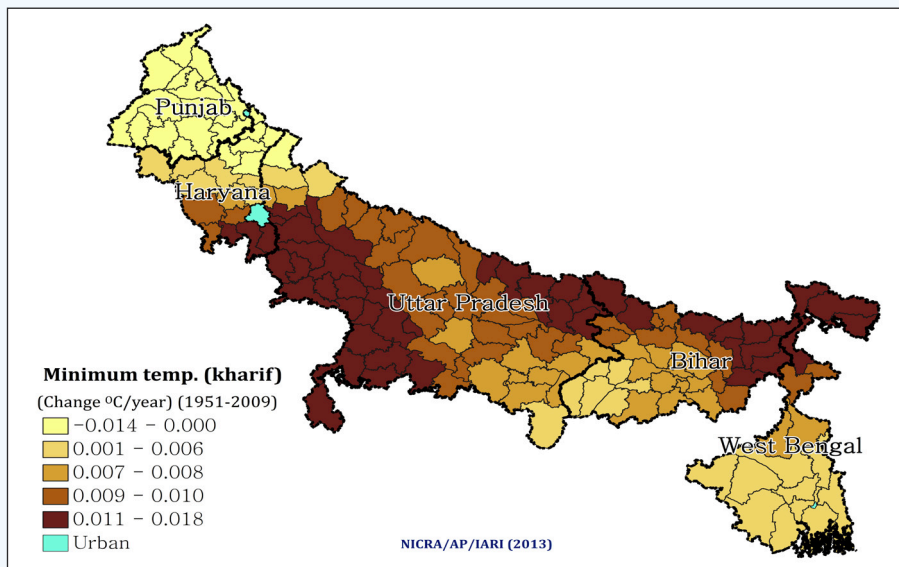 Punjab
Haryana
Uttar Pradesh
Bihar
West Bengal
Minimum temp. (kharif)
(Change ºC/year) (1951-2009)
-0.014 - 0.000
0.001 - 0.006
0.007 - 0.008
0.009 - 0.010
0.011 - 0.018
Urban
NICRA/AP/IARI (2013)